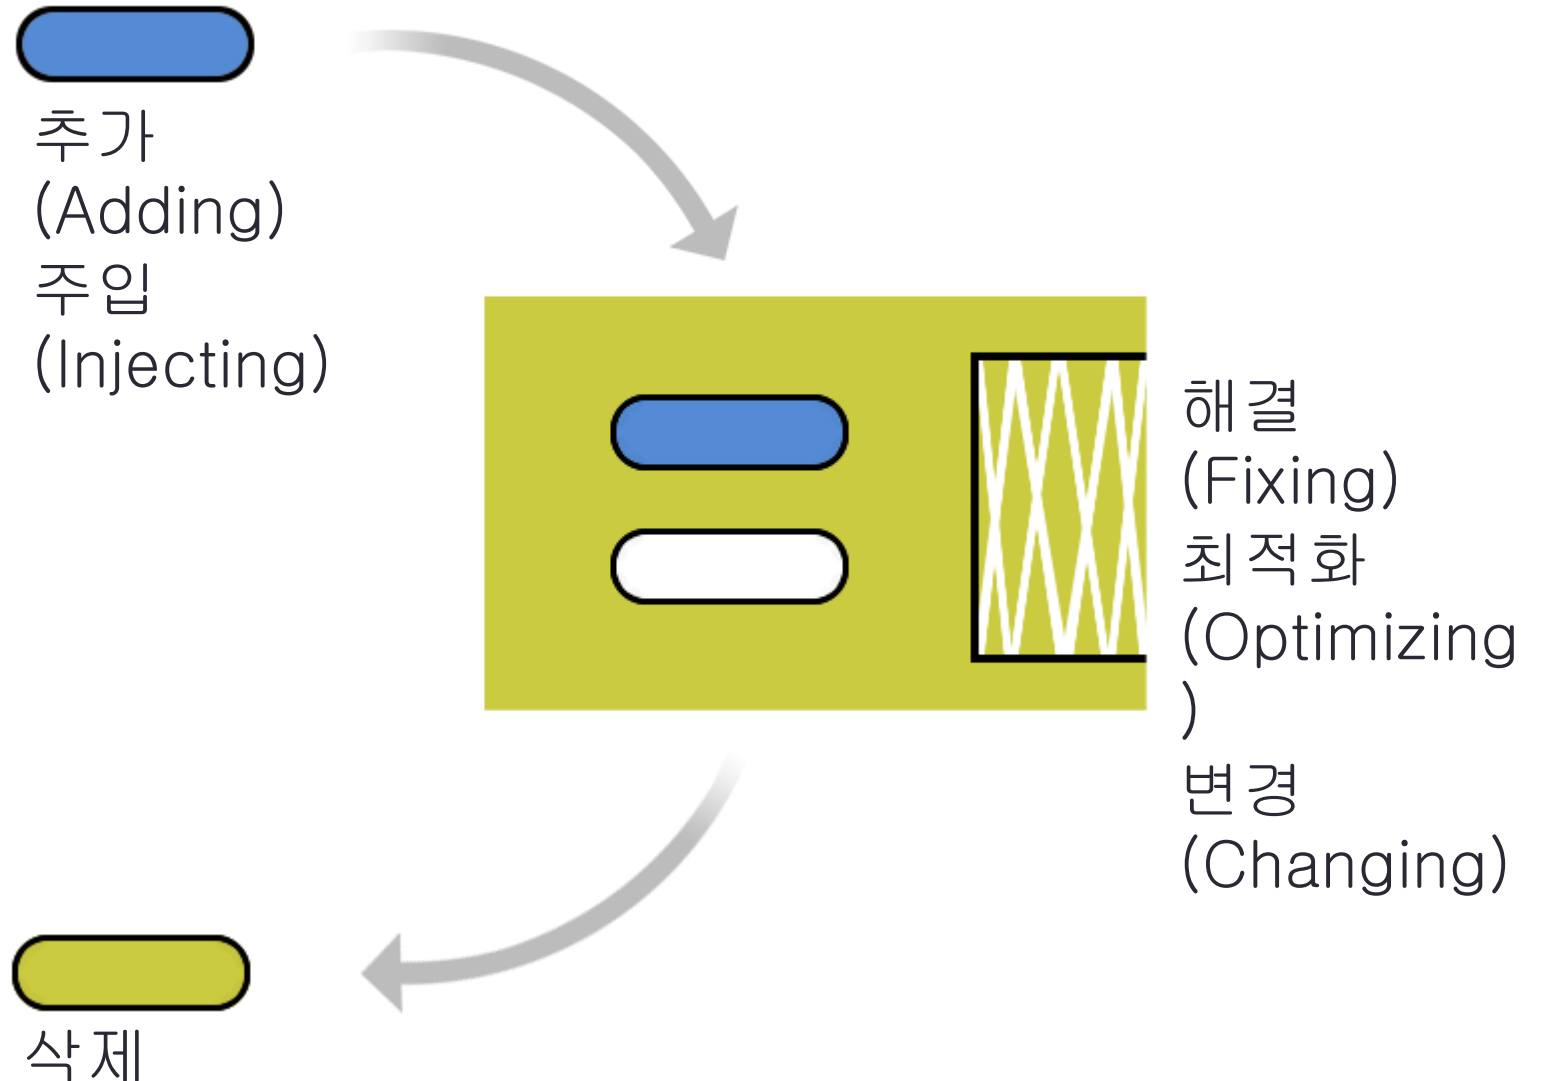 추가
(Adding)
주입
(Injecting)
해결
(Fixing)
최적화
(Optimizing
)
변경
(Changing)
삭제